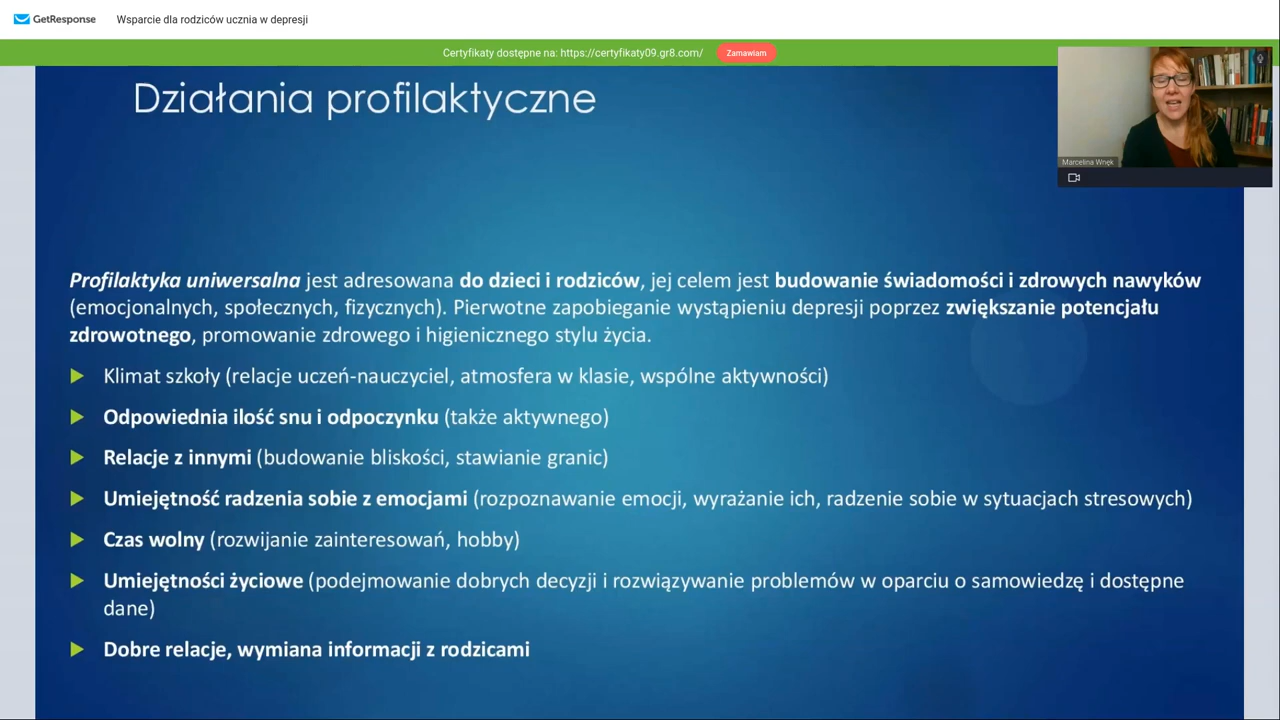 GetResponse Wsparcie dla rodziców ucznia w depresji
Certyfikaty dostępne na: https://certyfikaty09.gr8.com/ Zamawiam
Działania profilaktyczne
Marcelina Wnęk
Profilaktyka uniwersalna jest adresowana do dzieci i rodziców, jej celem jest budowanie świadomości i zdrowych nawyków
(emocjonalnych, społecznych, fizycznych). Pierwotne zapobieganie wystąpieniu depresji poprzez zwiększanie potencjału
zdrowotnego, promowanie zdrowego i higienicznego stylu życia.
Klimat szkoły (relacje uczeń-nauczyciel, atmosfera w klasie, wspólne aktywności)
Odpowiednia ilość snu i odpoczynku (także aktywnego)
Relacje z innymi (budowanie bliskości, stawianie granic)
Umiejętność radzenia sobie z emocjami (rozpoznawanie emocji, wyrażanie ich, radzenie sobie w sytuacjach stresowych)
Czas wolny (rozwijanie zainteresowań, hobby)
Umiejętności życiowe (podejmowanie dobrych decyzji i rozwiązywanie problemów w oparciu o samowiedzę i dostępne
dane)
Dobre relacje, wymiana informacji z rodzicami